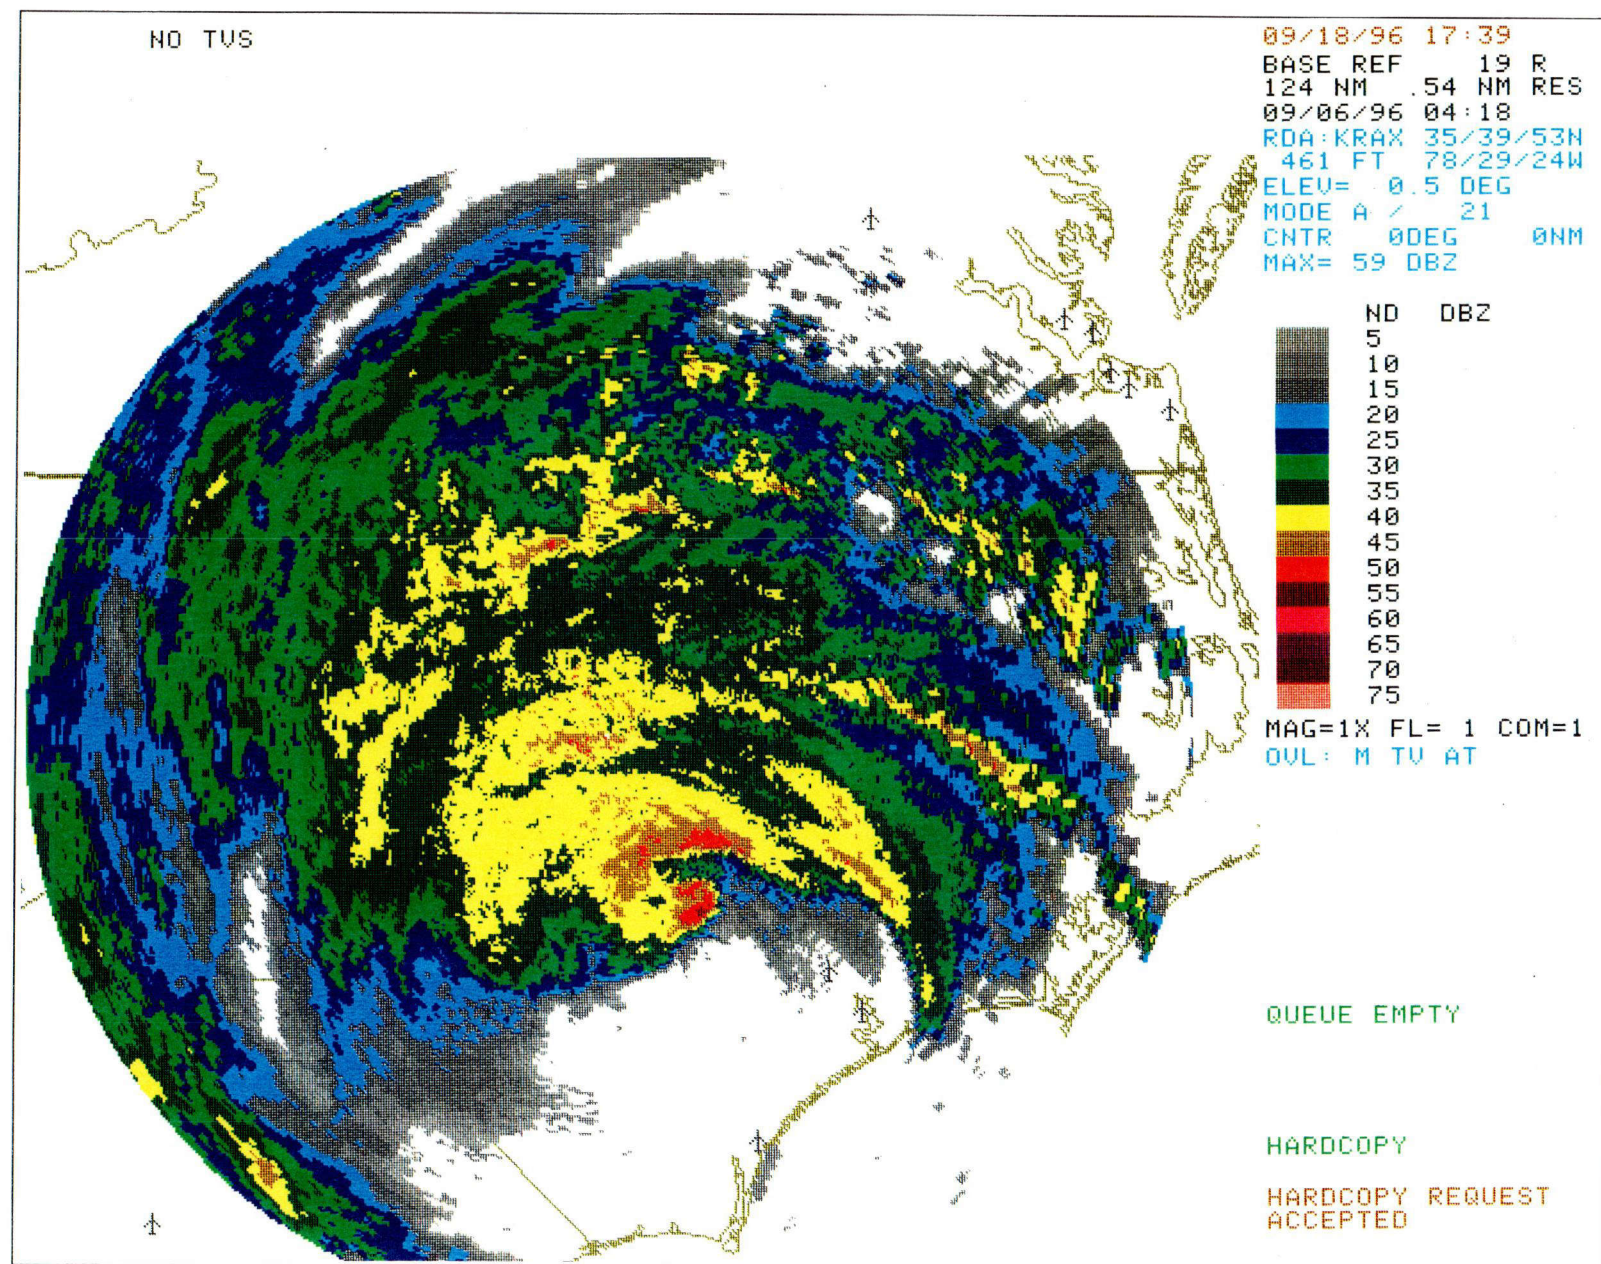 NO TVS
09/18/96 17:39
BASE REF 19 R
124 NM .54 NM RES
09/06/96 04:18
RDA:KRAX 35/39/53N
461 FT 78/29/24W
ELEV= 0.5 DEG
MODE A / 21
CNTR 0DEG 0NM
MAX= 59 DBZ
ND DBZ
5
10
15
20
25
30
35
40
45
50
55
60
65
70
75
MAG=1X FL= 1 COM=1
OVL: M TV AT
QUEUE EMPTY
HARDCOPY
HARDCOPY REQUEST
ACCEPTED